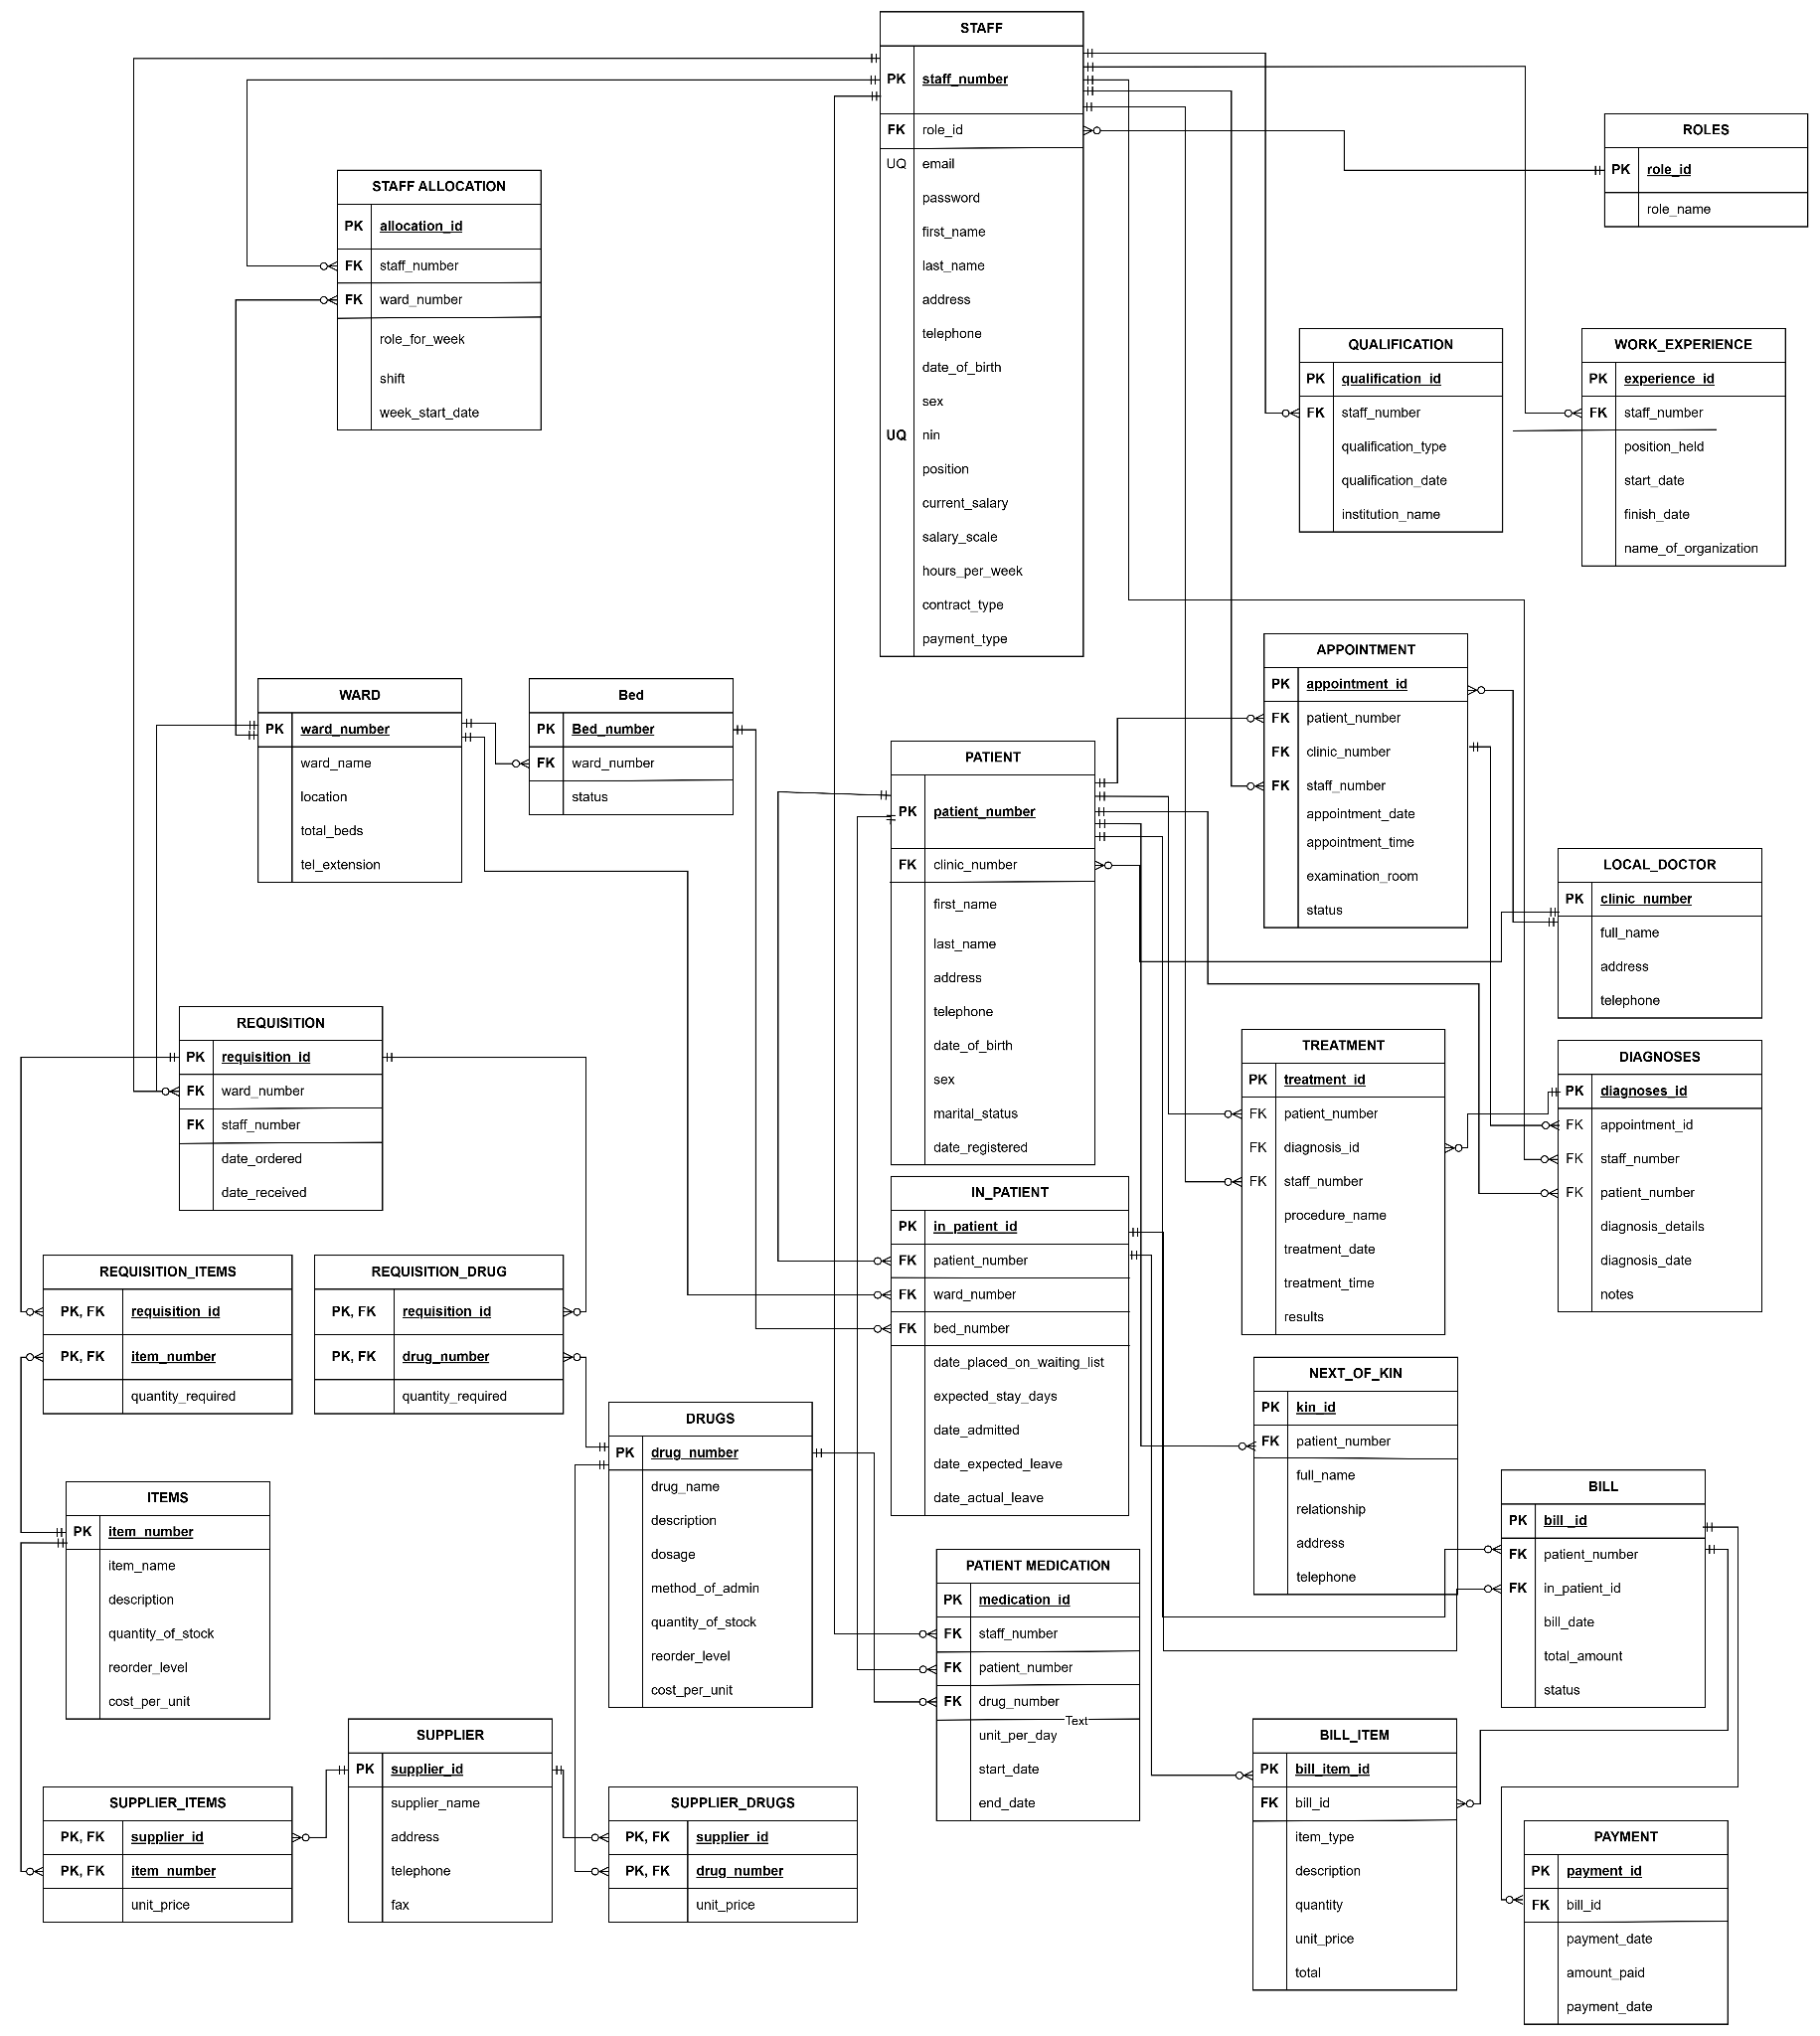 STAFF
PK staff_number
FK role_id
UQ email
password
first_name
last_name
address
telephone
date_of_birth
sex
UQ nin
position
current_salary
salary_scale
hours_per_week
contract_type
payment_type
ROLES
PK role_id
role_name
STAFF ALLOCATION
PK allocation_id
FK staff_number
FK ward_number
role_for_week
shift
week_start_date
QUALIFICATION
PK qualification_id
FK staff_number
qualification_type
qualification_date
institution_name
WORK_EXPERIENCE
PK experience_id
FK staff_number
position_held
start_date
finish_date
name_of_organization
WARD
PK ward_number
ward_name
location
total_beds
tel_extension
Bed
PK Bed_number
FK ward_number
status
APPOINTMENT
PK appointment_id
FK patient_number
FK clinic_number
FK staff_number
appointment_date
appointment_time
examination_room
status
PATIENT
PK patient_number
FK clinic_number
first_name
last_name
address
telephone
date_of_birth
sex
marital_status
date_registered
LOCAL_DOCTOR
PK clinic_number
full_name
address
telephone
REQUISITION
PK requisition_id
FK ward_number
FK staff_number
date_ordered
date_received
TREATMENT
PK treatment_id
FK patient_number
FK diagnosis_id
FK staff_number
procedure_name
treatment_date
treatment_time
results
DIAGNOSES
PK diagnoses_id
FK appointment_id
FK staff_number
FK patient_number
diagnosis_details
diagnosis_date
notes
IN_PATIENT
PK in_patient_id
FK patient_number
FK ward_number
FK bed_number
date_placed_on_waiting_list
expected_stay_days
date_admitted
date_expected_leave
date_actual_leave
REQUISITION_ITEMS
PK, FK requisition_id
PK, FK item_number
quantity_required
REQUISITION_DRUG
PK, FK requisition_id
PK, FK drug_number
quantity_required
NEXT_OF_KIN
PK kin_id
FK patient_number
full_name
relationship
address
telephone
DRUGS
PK drug_number
drug_name
description
dosage
method_of_admin
quantity_of_stock
reorder_level
cost_per_unit
BILL
PK bill_id
FK patient_number
FK in_patient_id
bill_date
total_amount
status
ITEMS
PK item_number
item_name
description
quantity_of_stock
reorder_level
cost_per_unit
PATIENT MEDICATION
PK medication_id
FK staff_number
FK patient_number
FK drug_number
Text
unit_per_day
start_date
end_date
SUPPLIER
PK supplier_id
supplier_name
address
telephone
fax
BILL_ITEM
PK bill_item_id
FK bill_id
item_type
description
quantity
unit_price
total
SUPPLIER_ITEMS
PK, FK supplier_id
PK, FK item_number
unit_price
SUPPLIER_DRUGS
PK, FK supplier_id
PK, FK drug_number
unit_price
PAYMENT
PK payment_id
FK bill_id
payment_date
amount_paid
payment_date